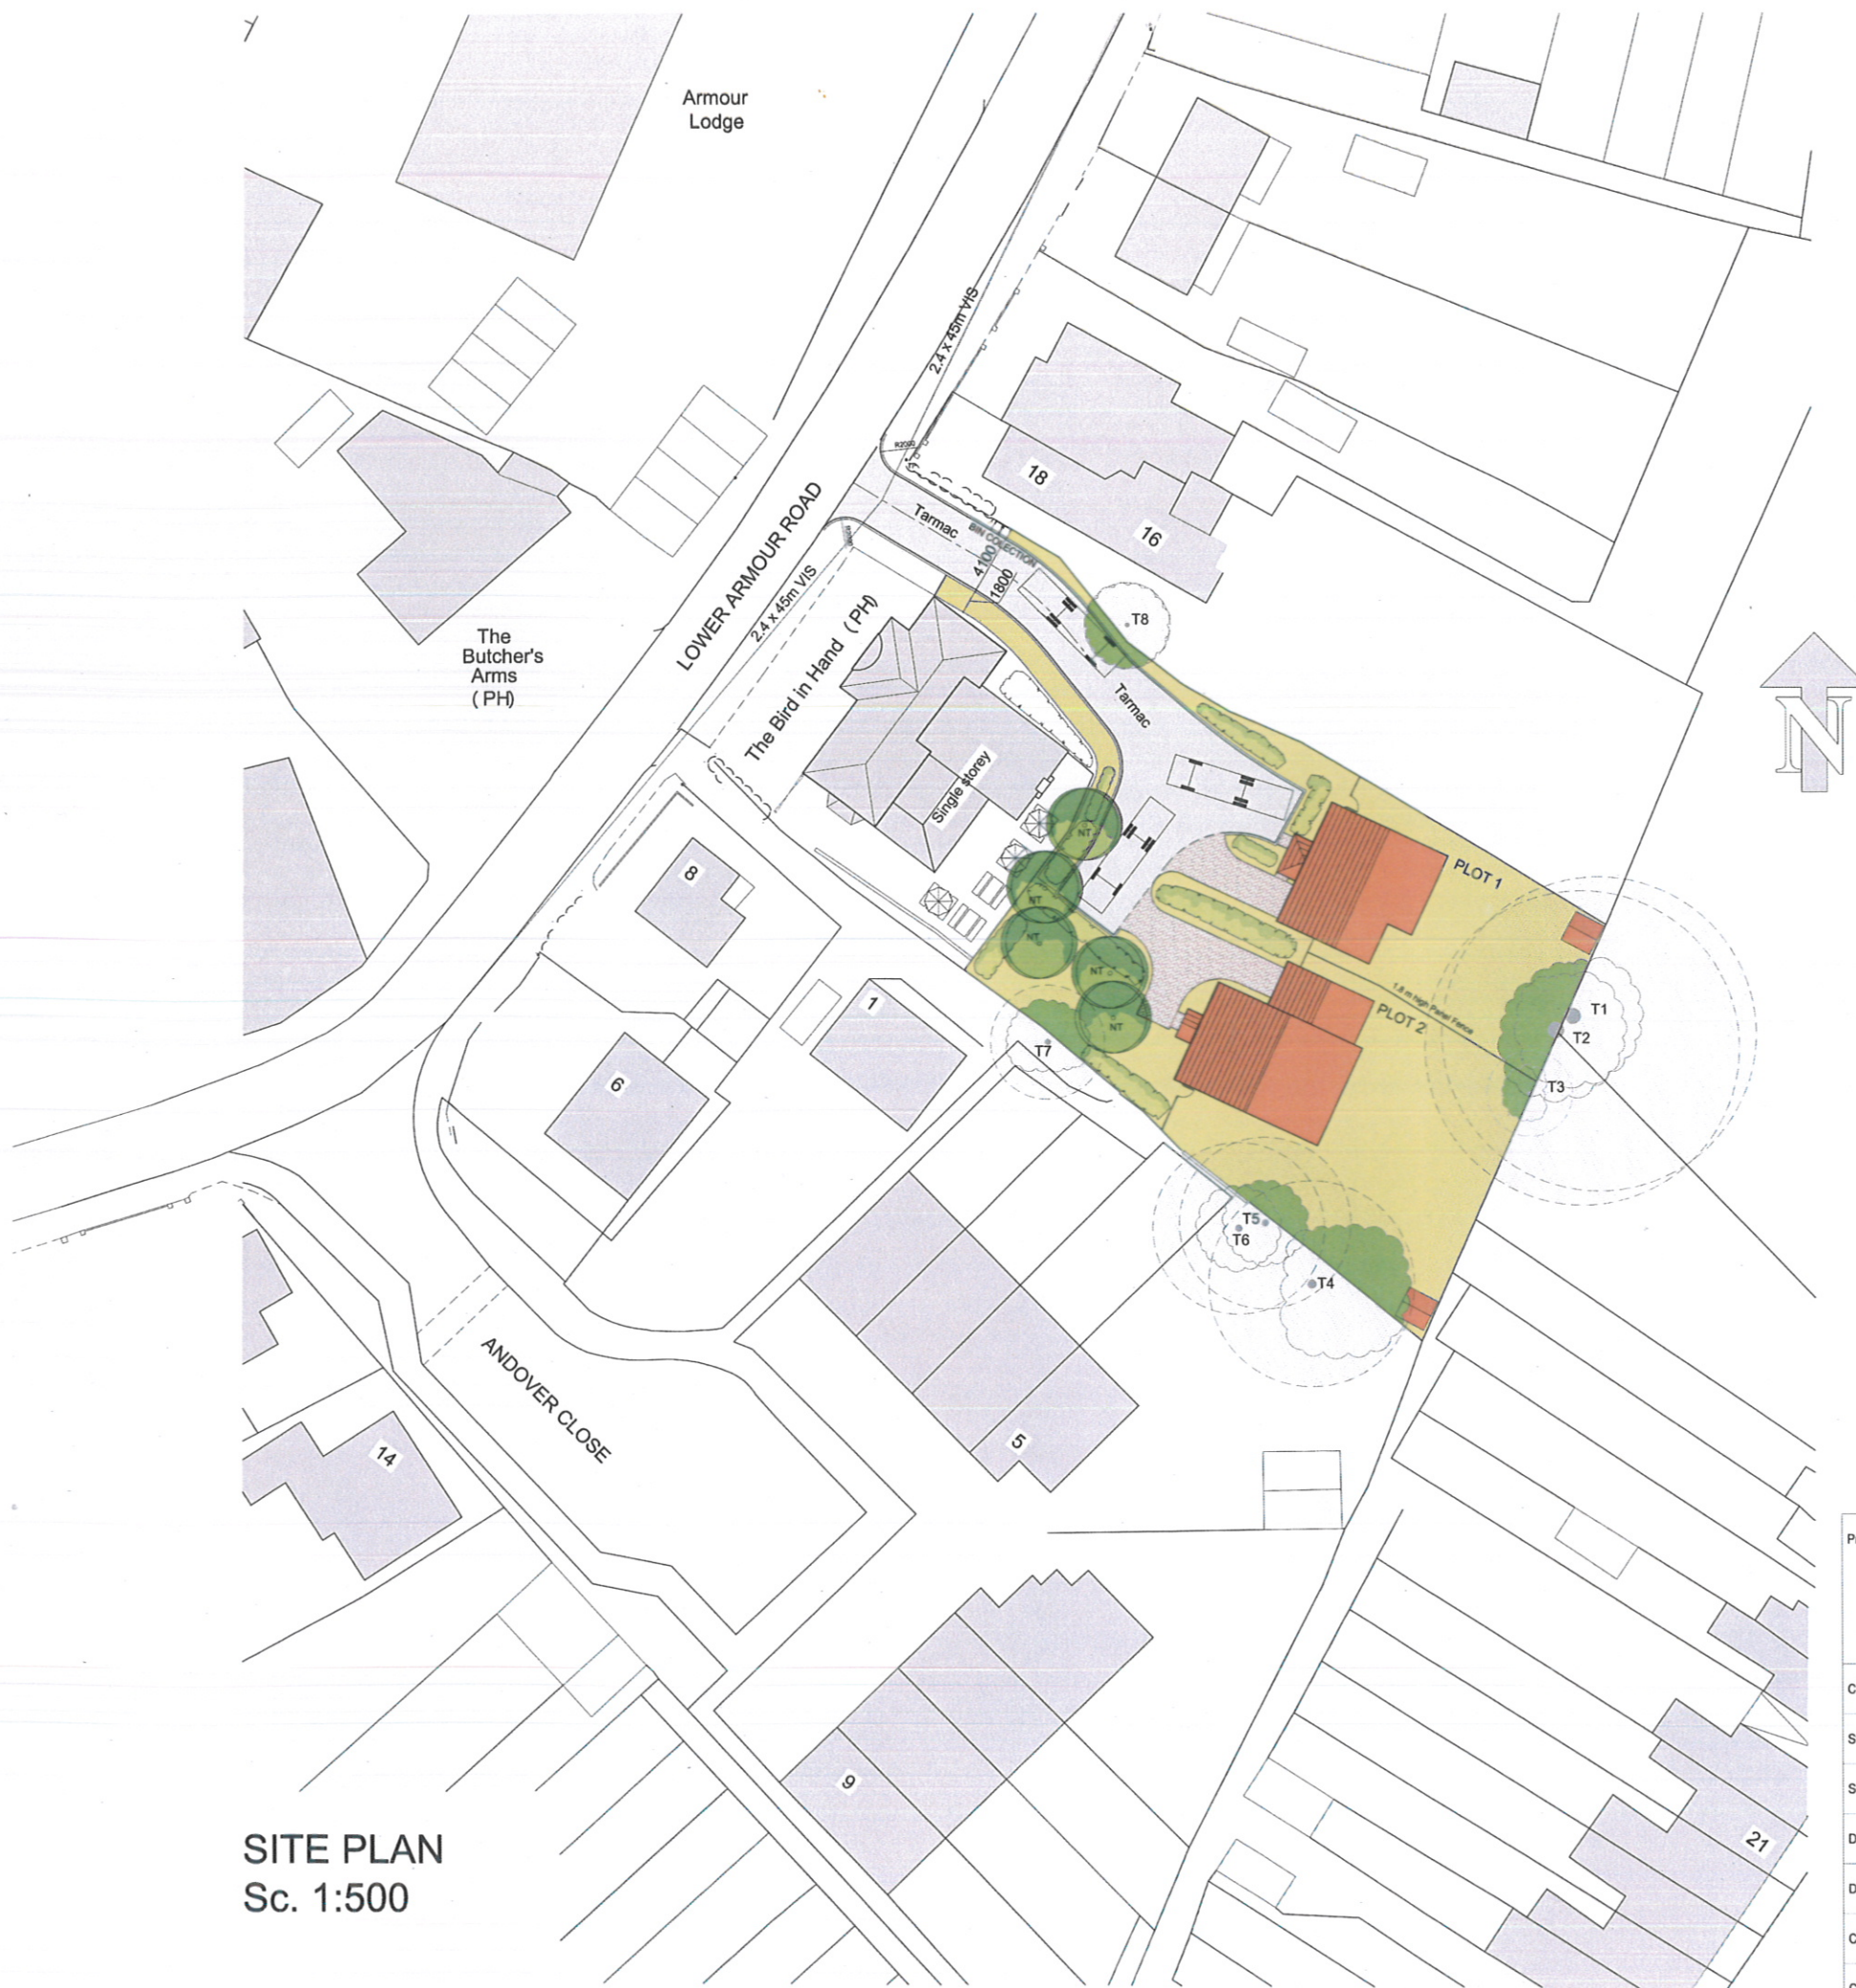 Armour
Lodge
2.4 x 45m VIS
R2000
18
16
Tarmac
BIN COLECTION
4100
1800
LOWER ARMOUR ROAD
2.4 x 45m VIS
The Bird in Hand (PH)
T8
The
Butcher's
Arms
(PH)
Tarmac
N
Single storey
NT
NT
NT
NT
NT
8
PLOT 1
PLOT 2
1.8 m high Panel Fence
T1
T2
T3
1
T7
6
T5
T6
T4
ANDOVER CLOSE
14
5
9
21
SITE PLAN
Sc. 1:500